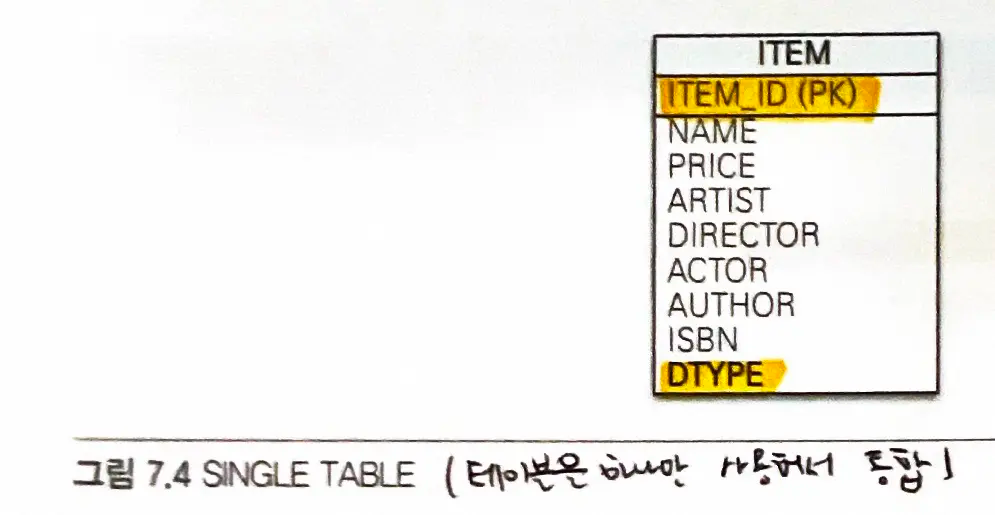 ITEM
ITEM_ID (PK)
NAME
PRICE
ARTIST
DIRECTOR
ACTOR
AUTHOR
ISBN
DTYPE
그림 7.4 SINGLE TABLE (테이블은 하나만 사용해서 통합)